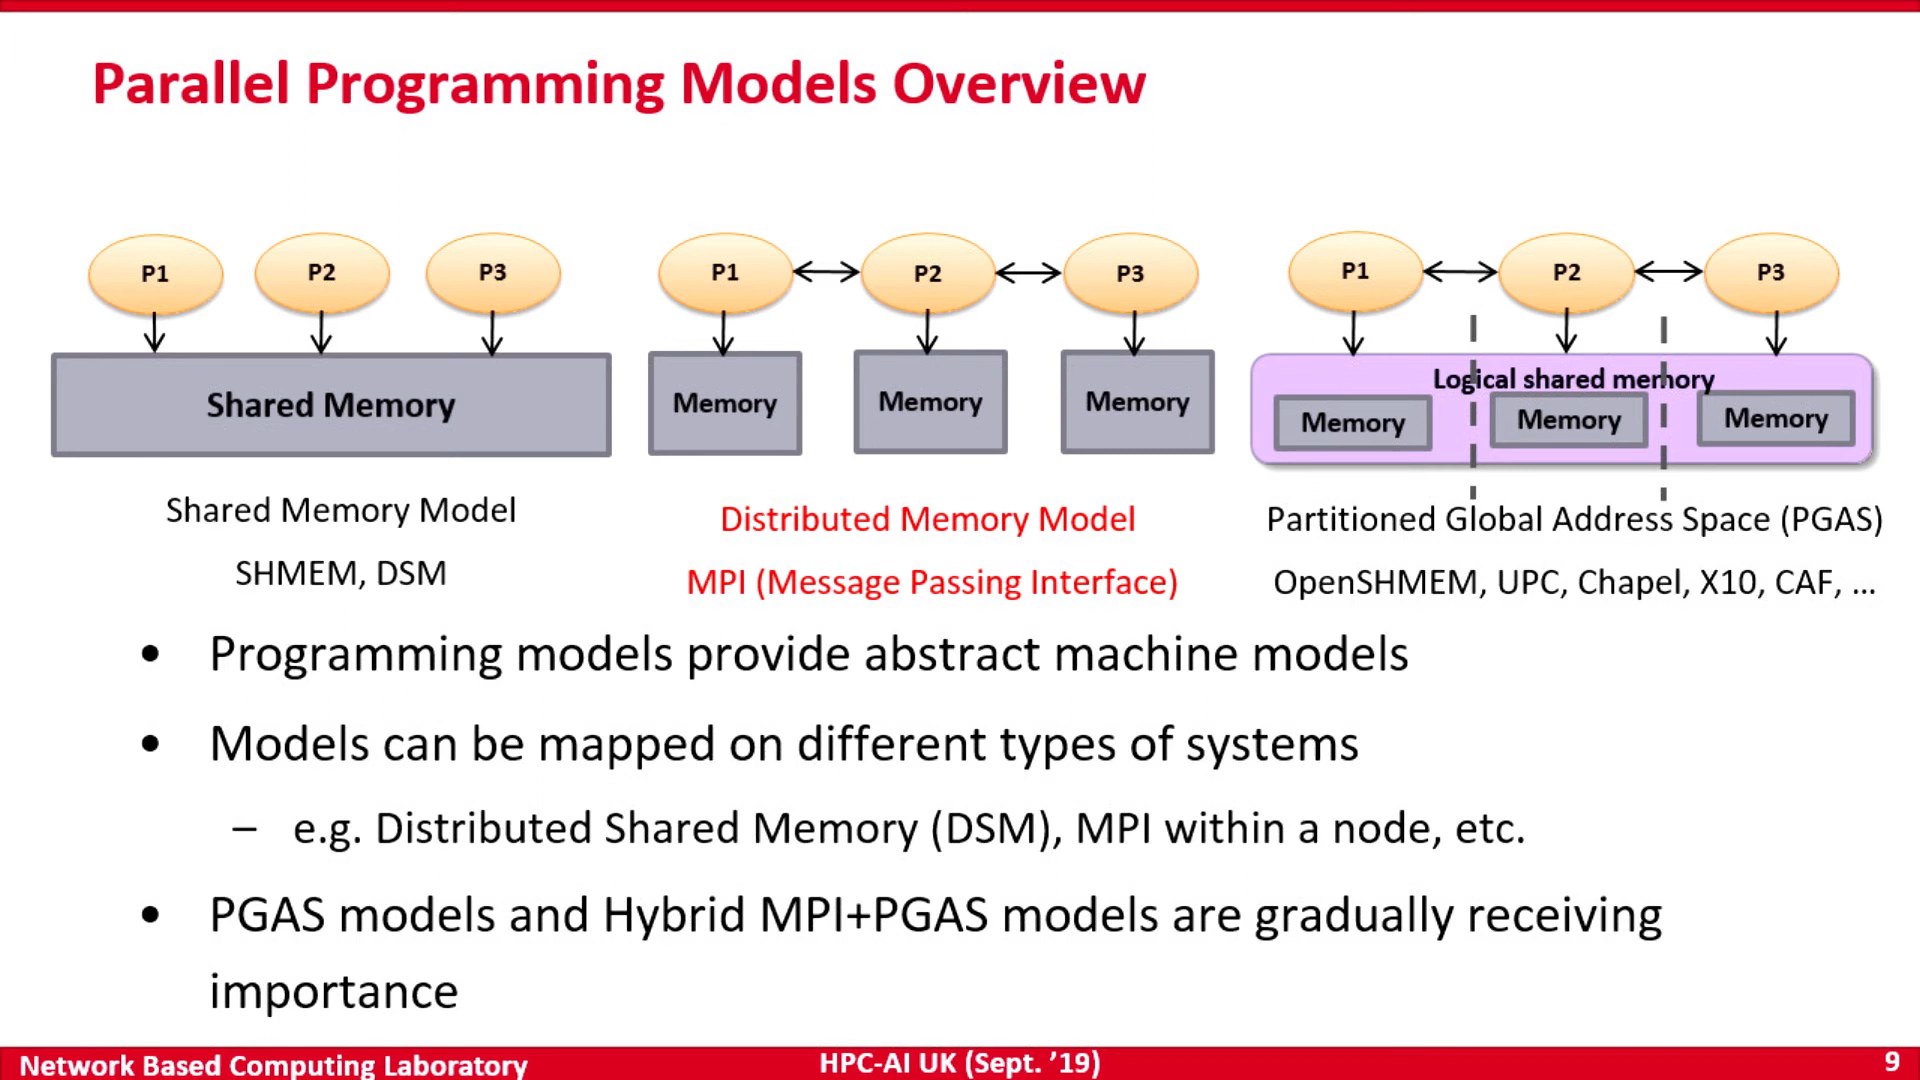 Parallel Programming Models Overview
P1 P2 P3
Shared Memory
Shared Memory Model
SHMEM, DSM
P1 P2 P3
Memory Memory Memory
Distributed Memory Model
MPI (Message Passing Interface)
P1 P2 P3
Logical shared memory
Memory Memory Memory
Partitioned Global Address Space (PGAS)
OpenSHMEM, UPC, Chapel, X10, CAF, ...
• Programming models provide abstract machine models
• Models can be mapped on different types of systems
– e.g. Distributed Shared Memory (DSM), MPI within a node, etc.
• PGAS models and Hybrid MPI+PGAS models are gradually receiving
importance
Network Based Computing Laboratory
HPC-AI UK (Sept. ’19)
9